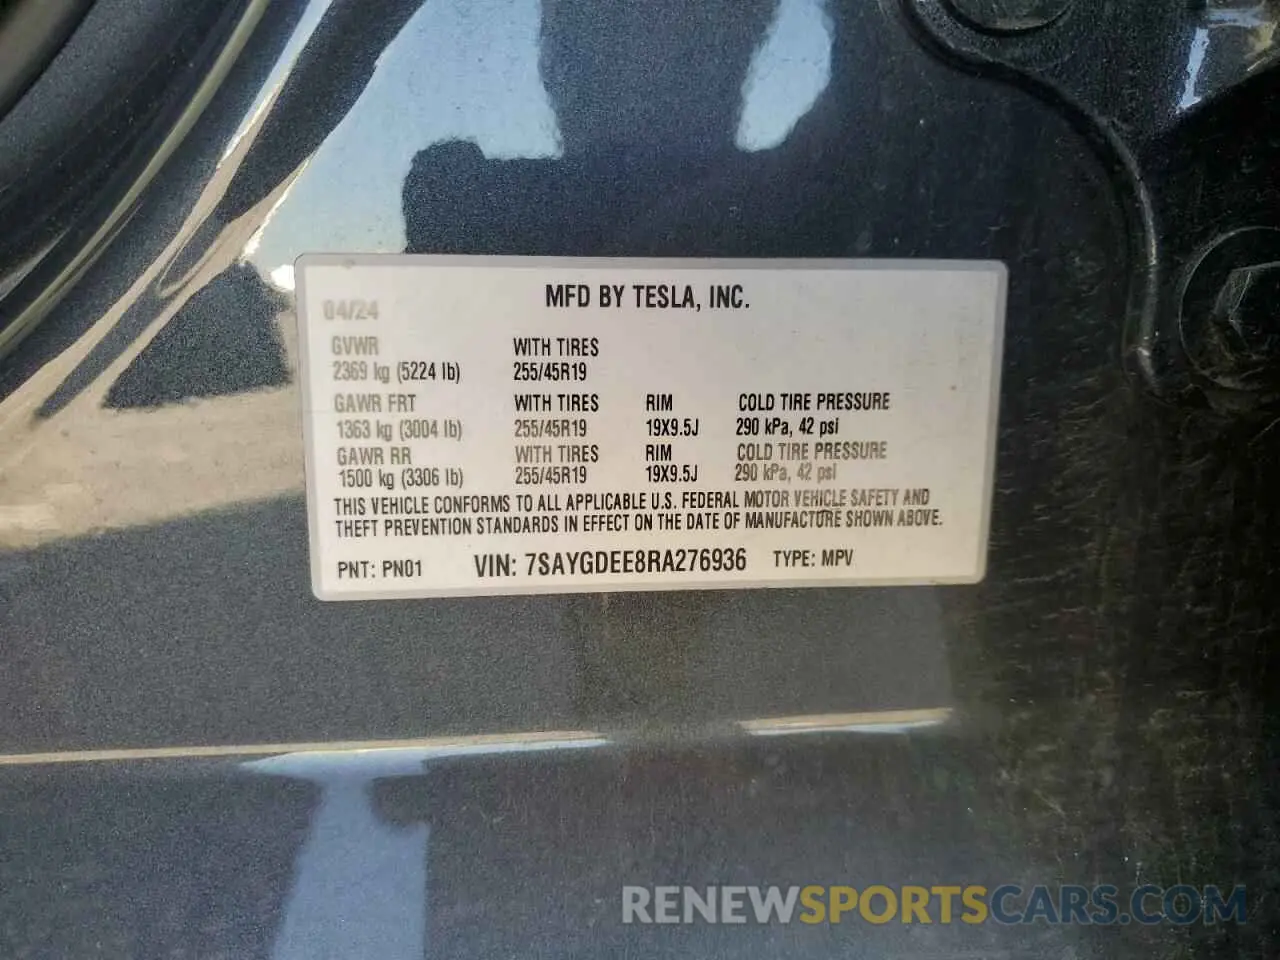 MFD BY TESLA, INC.
04/24
GVWR WITH TIRES
2369 kg (5224 lb) 255/45R19
GAWR FRT WITH TIRES RIM COLD TIRE PRESSURE
1363 kg (3004 lb) 255/45R19 19X9.5J 290 kPa, 42 psi
GAWR RR WITH TIRES RIM COLD TIRE PRESSURE
1500 kg (3306 lb) 255/45R19 19X9.5J 290 kPa, 42 psi
THIS VEHICLE CONFORMS TO ALL APPLICABLE U.S. FEDERAL MOTOR VEHICLE SAFETY AND
THEFT PREVENTION STANDARDS IN EFFECT ON THE DATE OF MANUFACTURE SHOWN ABOVE.
PNT: PN01 VIN: 7SAYGDEE8RA276936 TYPE: MPV
RENEWSPORTSCARS.COM